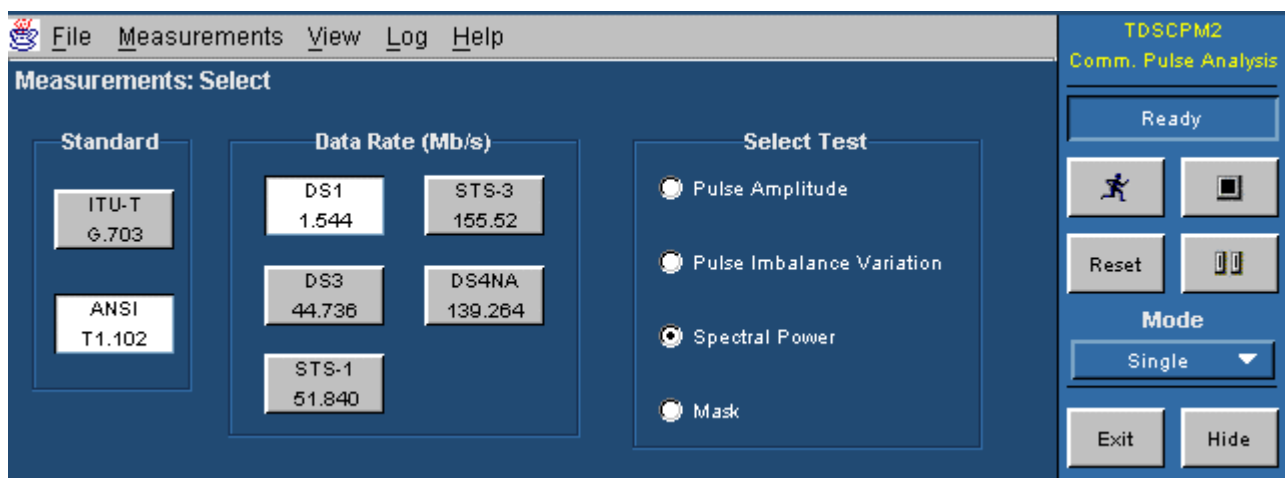 File Measurements View Log Help
Measurements: Select
Standard
ITU-T
G.703
ANSI
T1.102
Data Rate (Mb/s)
DS1
1.544
STS-3
155.52
DS3
44.736
DS4NA
139.264
STS-1
51.840
Select Test
Pulse Amplitude
Pulse Imbalance Variation
Spectral Power
Mask
TDSCPM2
Comm. Pulse Analysis
Ready
Reset
Mode
Single
Exit
Hide